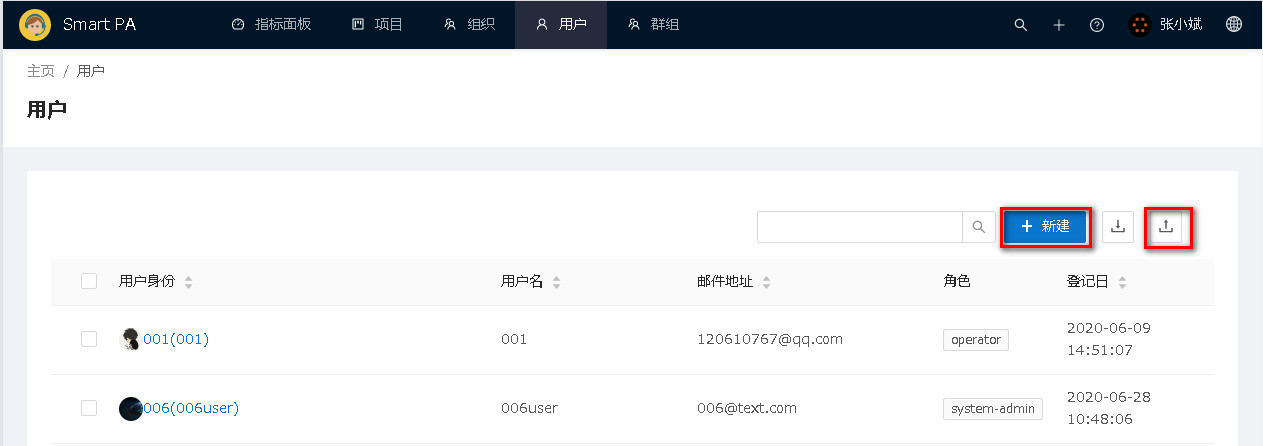 Smart PA 指标面板 项目 组织 用户 群组 张小斌
主页 / 用户
用户
新建
用户身份 用户名 邮件地址 角色 登记日
001(001) 001 120610767@qq.com operator 2020-06-09
14:51:07
006(006user) 006user 006@text.com system-admin 2020-06-28
10:48:06